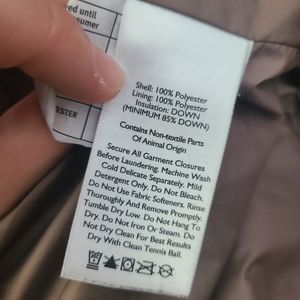 ved until
sumer
ESTER
Shell: 100% Polyester
Lining: 100% Polyester
Insulation: DOWN
(MINIMUM 85% DOWN)
Contains Non-textile Parts
Of Animal Origin
Secure All Garment Closures
Before Laundering. Machine Wash
Cold Delicate Separately. Mild
Detergent Only. Do Not Bleach.
Do Not Use Fabric Softeners. Rinse
Thoroughly And Remove Promptly.
Tumble Dry Low. Do Not Hang To
Dry. Do Not Iron Or Steam. Do
Not Dry Clean For Best Results
Dry With Clean Tennis Ball.